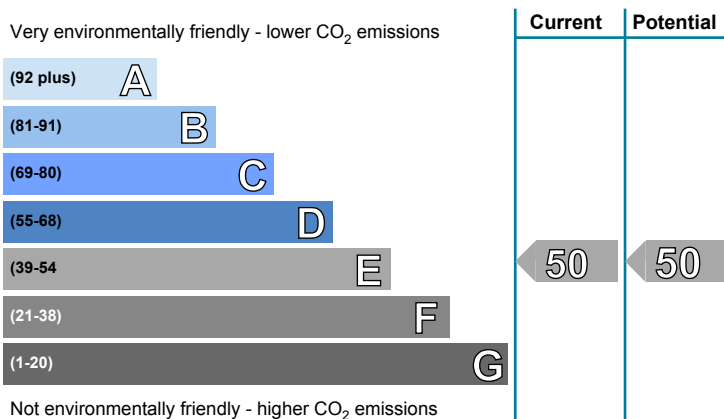 Current Potential
Very environmentally friendly - lower CO2 emissions
(92 plus) A
(81-91) B
(69-80) C
(55-68) D
(39-54 E 50 50
(21-38) F
(1-20) G
Not environmentally friendly - higher CO2 emissions